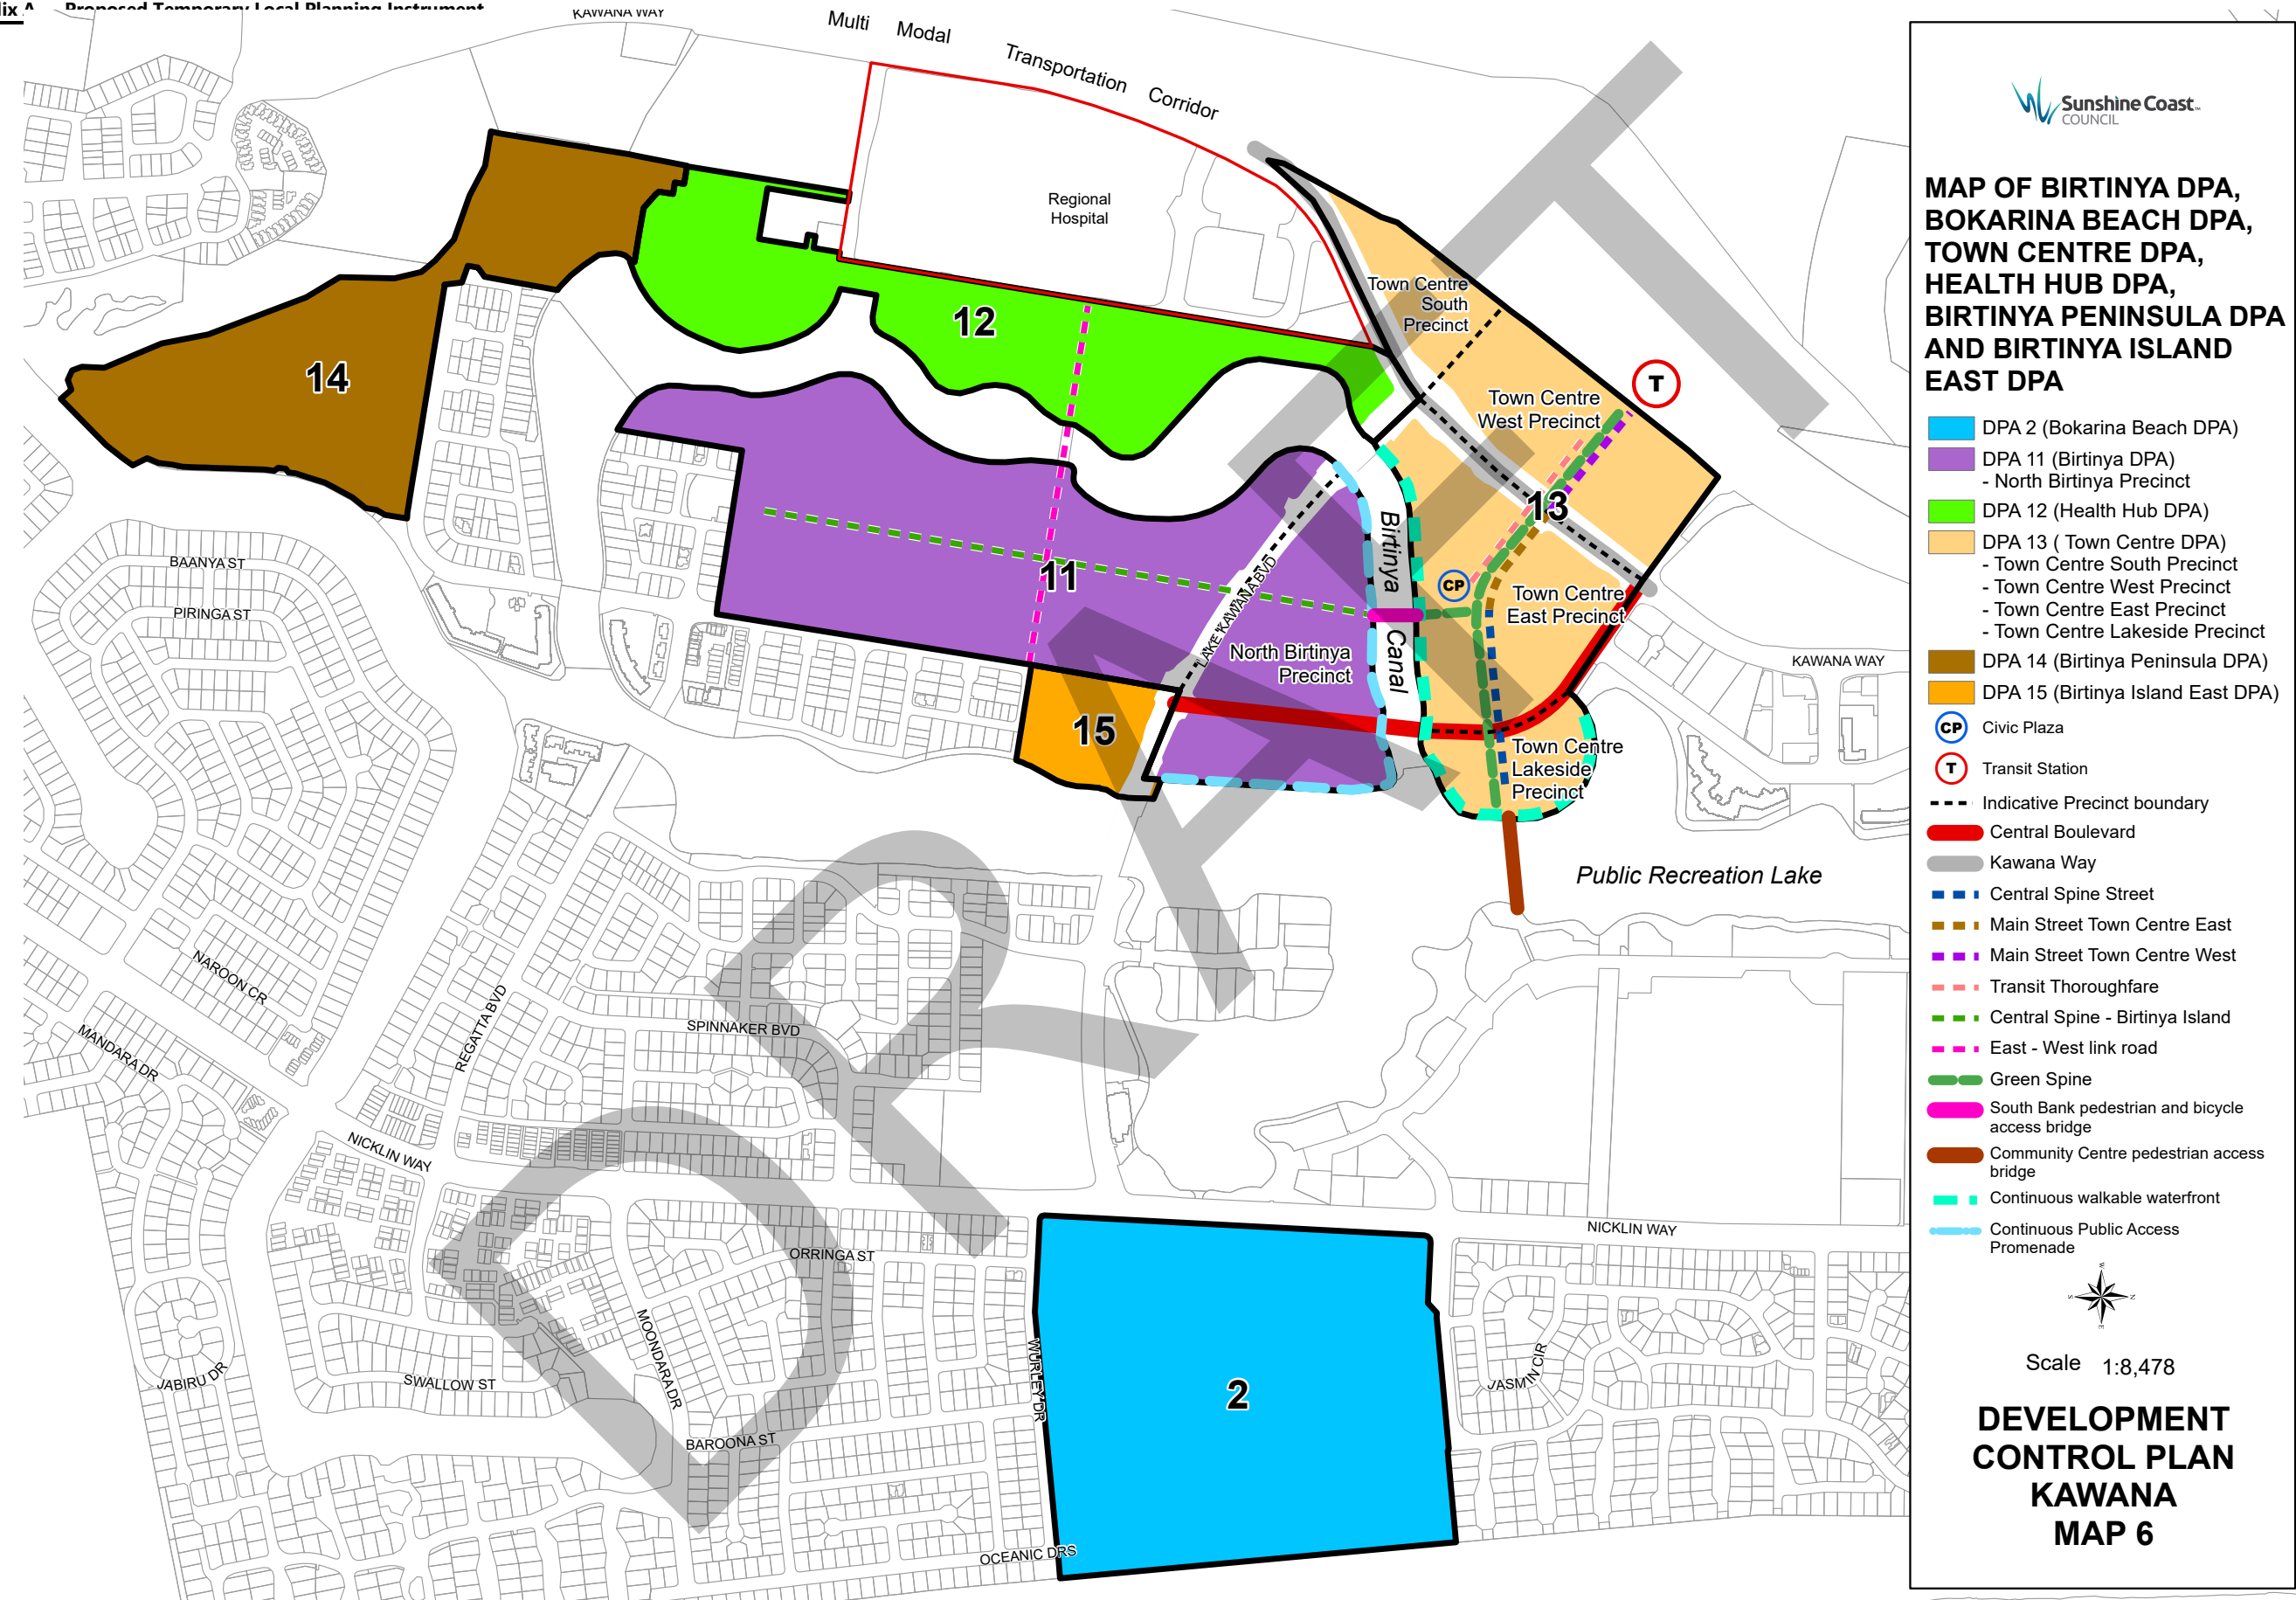 Proposed Temporary Local Planning Instrument
KAWANA WAY
Multi Modal Transportation Corridor
Regional
Hospital
Town Centre
South
Precinct
12
14
T
Town Centre
West Precinct
13
Birtinya
Canal
CP
11
Town Centre
East Precinct
LAKE KAWANA BVD
North Birtinya
Precinct
KAWANA WAY
15
Town Centre
Lakeside
Precinct
Public Recreation Lake
BAANYA ST
PIRINGA ST
NAROON CR
MANDARA DR
REGATTA BVD
SPINNAKER BVD
NICKLIN WAY
NICKLIN WAY
ORRINGA ST
MOONDARA DR
WURLEY DR
2
JASMIN CIR
JABIRU DR
SWALLOW ST
BAROONA ST
OCEANIC DRS
DRAFT
Sunshine Coast
COUNCIL
MAP OF BIRTINYA DPA,
BOKARINA BEACH DPA,
TOWN CENTRE DPA,
HEALTH HUB DPA,
BIRTINYA PENINSULA DPA
AND BIRTINYA ISLAND
EAST DPA
DPA 2 (Bokarina Beach DPA)
DPA 11 (Birtinya DPA)
- North Birtinya Precinct
DPA 12 (Health Hub DPA)
DPA 13 ( Town Centre DPA)
- Town Centre South Precinct
- Town Centre West Precinct
- Town Centre East Precinct
- Town Centre Lakeside Precinct
DPA 14 (Birtinya Peninsula DPA)
DPA 15 (Birtinya Island East DPA)
CP Civic Plaza
T Transit Station
Indicative Precinct boundary
Central Boulevard
Kawana Way
Central Spine Street
Main Street Town Centre East
Main Street Town Centre West
Transit Thoroughfare
Central Spine - Birtinya Island
East - West link road
Green Spine
South Bank pedestrian and bicycle
access bridge
Community Centre pedestrian access
bridge
Continuous walkable waterfront
Continuous Public Access
Promenade
W
S N
E
Scale 1:8,478
DEVELOPMENT
CONTROL PLAN
KAWANA
MAP 6